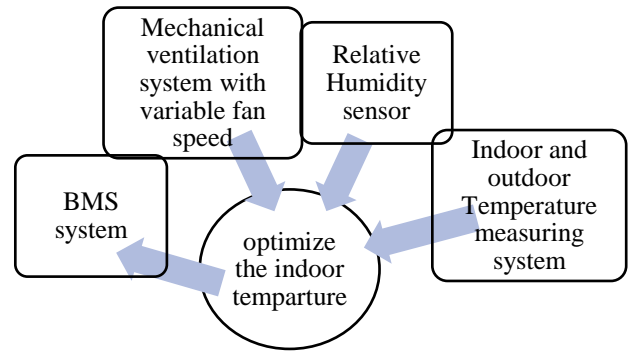 Mechanical
ventilation
system with
variable fan
speed
Relative
Humidity
sensor
BMS
system
Indoor and
outdoor
Temperature
measuring
system
optimize
the indoor
temparture